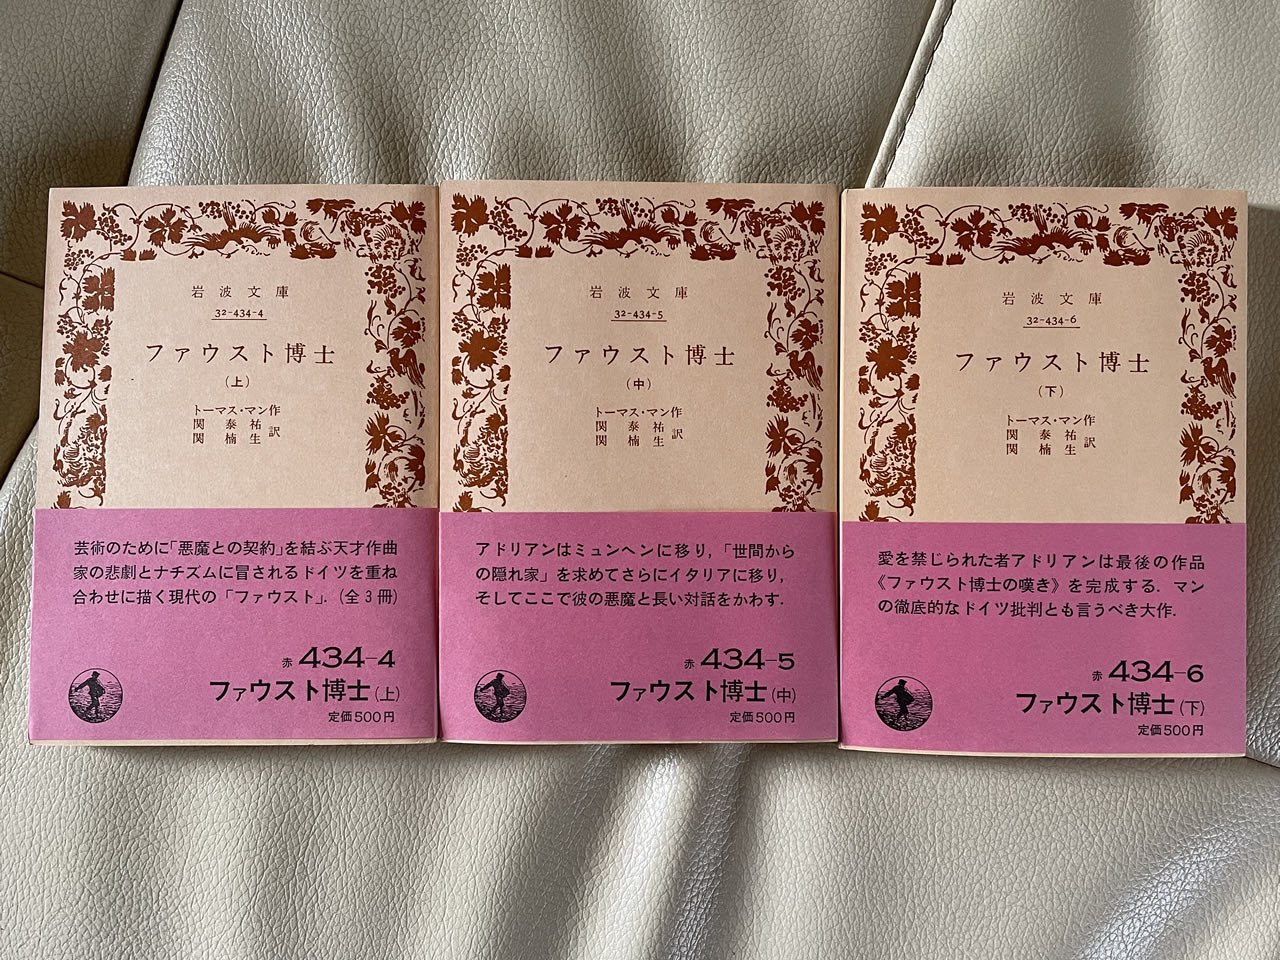 岩波文庫
32-434-4
ファウスト博士
(上)
トーマス・マン作
関泰祐
関楠生
訳
芸術のために「悪魔との契約」を結ぶ天才作曲
家の悲劇とナチズムに冒されるドイツを重ね
合わせに描く現代の「ファウスト」. (全3冊)
赤 434-4
ファウスト博士(上)
定価500円
岩波文庫
32-434-5
ファウスト博士
(中)
トーマス・マン作
関泰祐
関楠生
訳
アドリアンはミュンヘンに移り,「世間から
の隠れ家」を求めてさらにイタリアに移り,
そしてここで彼の悪魔と長い対話をかわす.
赤 434-5
ファウスト博士(中)
定価500円
岩波文庫
32-434-6
ファウスト博士
(下)
トーマス・マン作
関泰祐
関楠生
訳
愛を禁じられた者アドリアンは最後の作品
《ファウスト博士の嘆き》を完成する. マン
の徹底的なドイツ批判とも言うべき大作.
赤 434-6
ファウスト博士(下)
定価500円